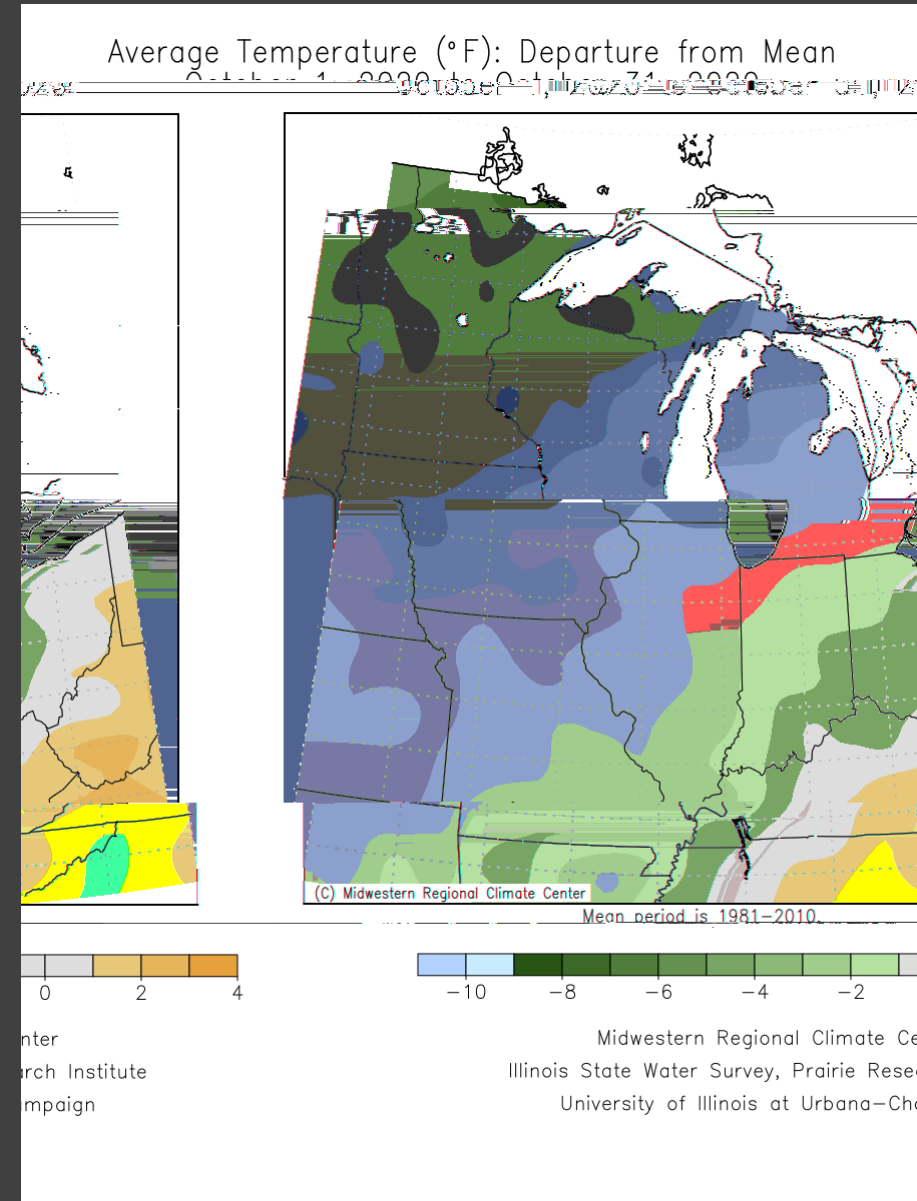 Average Temperature (°F): Departure from Mean
(C) Midwestern Regional Climate Center
Mean period is 1981-2010.
0 2 4
-10 -8 -6 -4 -2
nter
Midwestern Regional Climate Ce
arch Institute
Illinois State Water Survey, Prairie Rese
mpaign
University of Illinois at Urbana-Cha